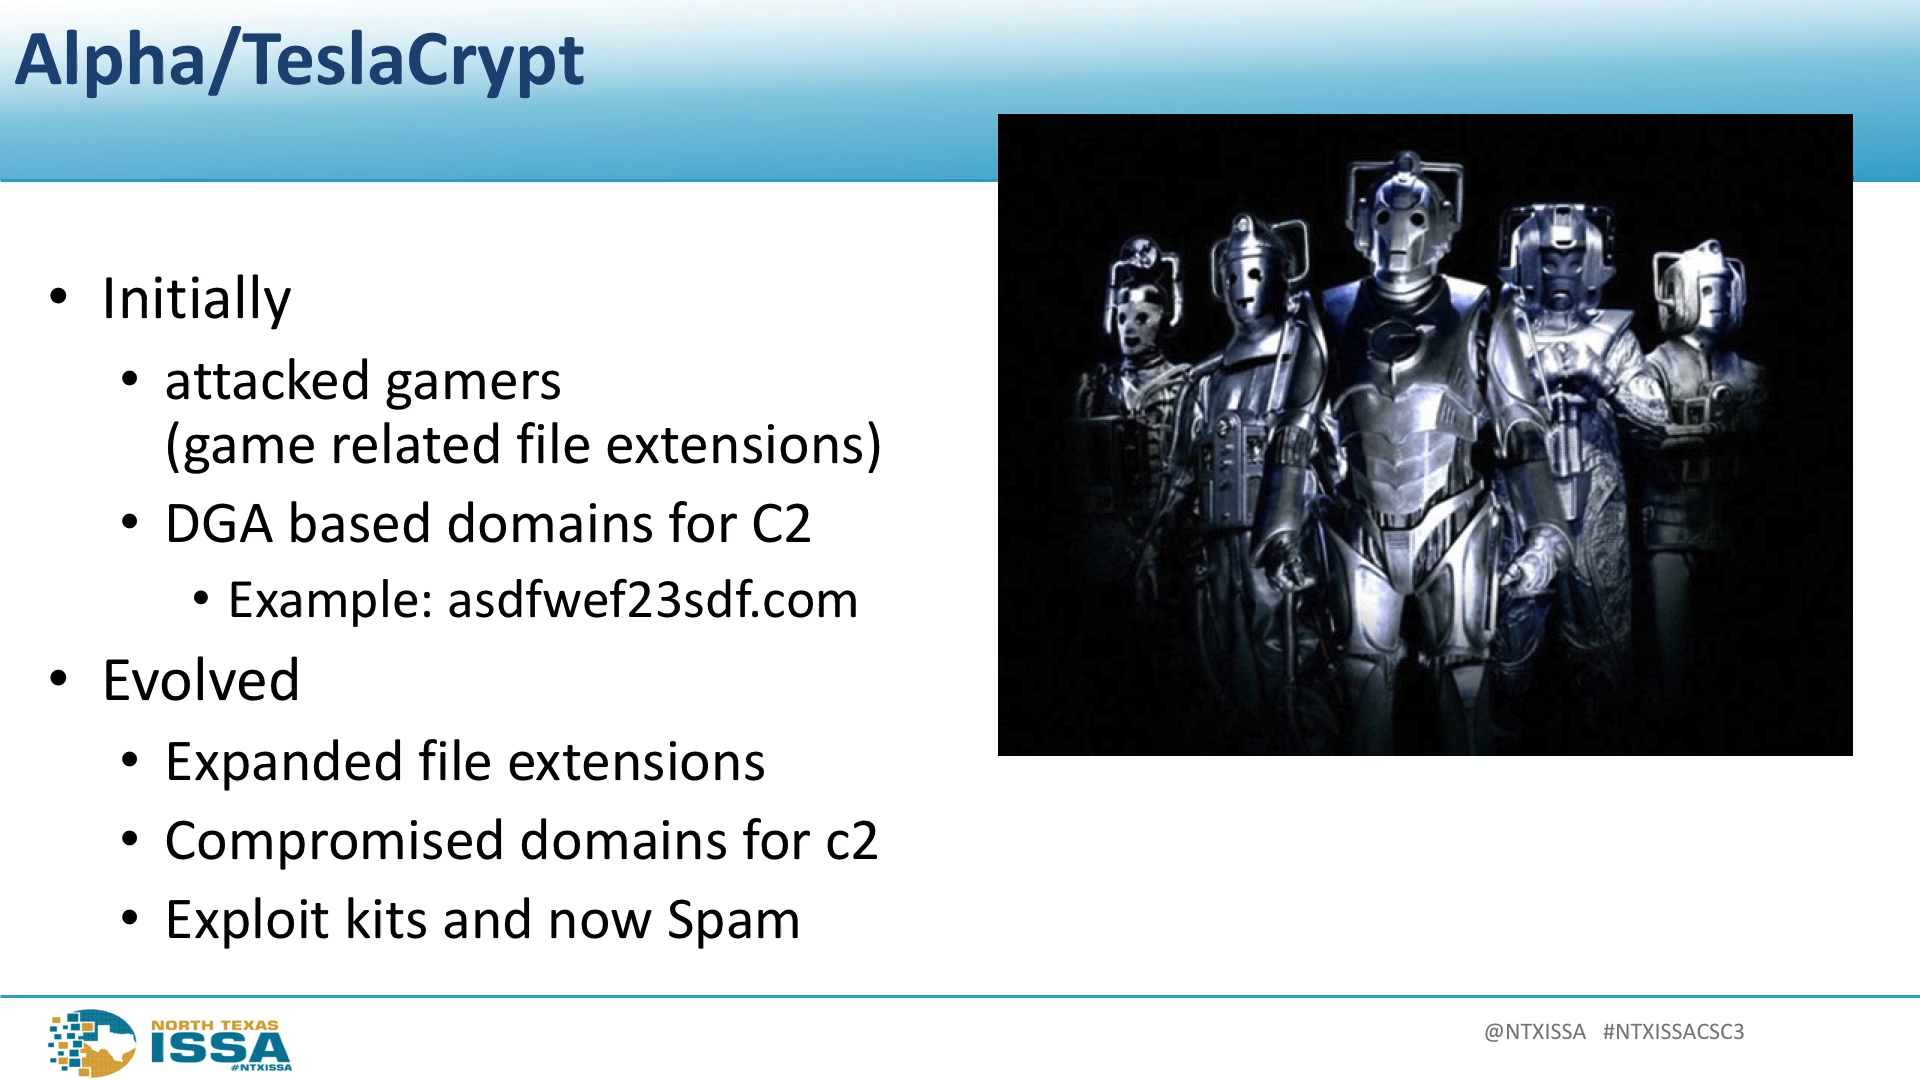 Alpha/TeslaCrypt
• Initially
• attacked gamers
(game related file extensions)
• DGA based domains for C2
• Example: asdfwef23sdf.com
• Evolved
• Expanded file extensions
• Compromised domains for c2
• Exploit kits and now Spam
NORTH TEXAS
ISSA
#NTXISSA
@NTXISSA #NTXISSACSC3